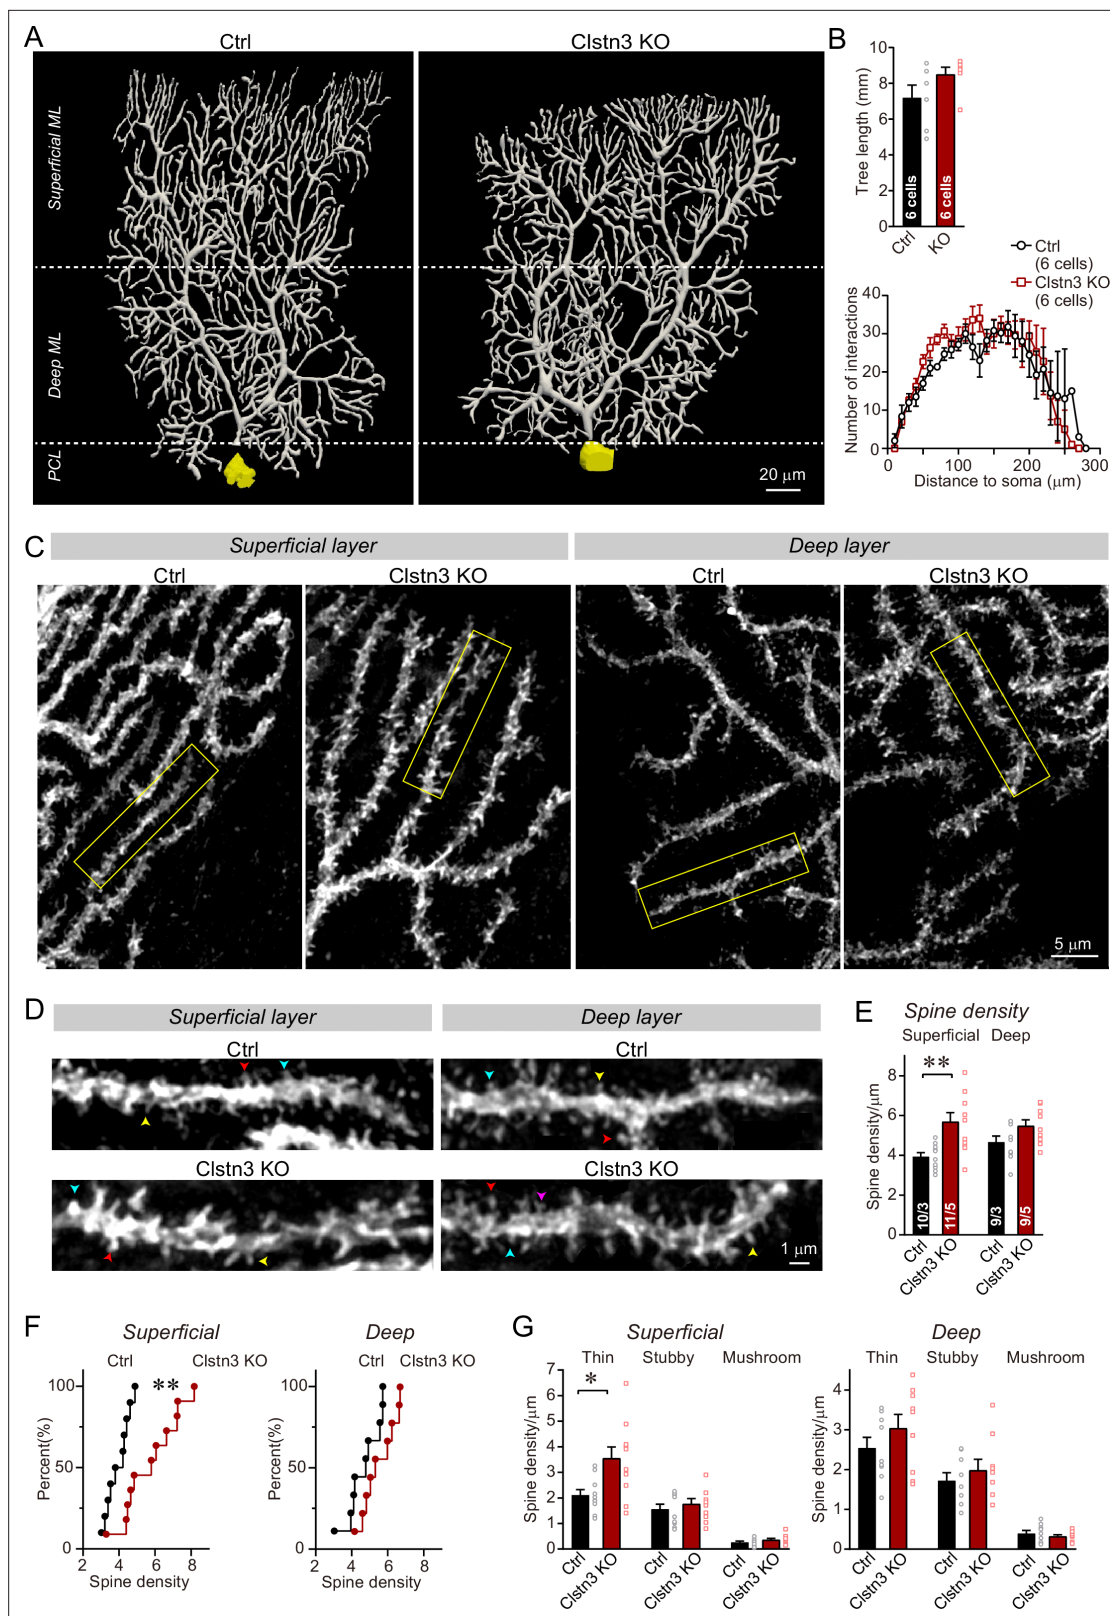 A
Ctrl
Clstn3 KO
Superficial ML
Deep ML
PCL
20 μm
B
Tree length (mm)
10
8
6
4
2
0
6 cells
6 cells
Ctrl
KO
Ctrl
(6 cells)
Clstn3 KO
(6 cells)
Number of interactions
40
30
20
10
0
0
100
200
300
Distance to soma (μm)
C
Superficial layer
Deep layer
Ctrl
Clstn3 KO
Ctrl
Clstn3 KO
5 μm
D
Superficial layer
Deep layer
Ctrl
Ctrl
Clstn3 KO
Clstn3 KO
1 μm
E
Spine density
Superficial
Deep
Spine density/μm
8
6
4
2
0
**
10/3
11/5
9/3
9/5
Ctrl
Clstn3 KO
Ctrl
Clstn3 KO
F
Superficial
Ctrl
Clstn3 KO
Percent(%)
100
50
0
**
2
4
6
8
Spine density
Deep
Ctrl
Clstn3 KO
Percent(%)
100
50
0
2
4
6
8
Spine density
G
Superficial
Thin
Stubby
Mushroom
Spine density/μm
7
6
5
4
3
2
1
0
*
Ctrl
Clstn3 KO
Ctrl
Clstn3 KO
Ctrl
Clstn3 KO
Deep
Thin
Stubby
Mushroom
Spine density/μm
4
3
2
1
0
Ctrl
Clstn3 KO
Ctrl
Clstn3 KO
Ctrl
Clstn3 KO